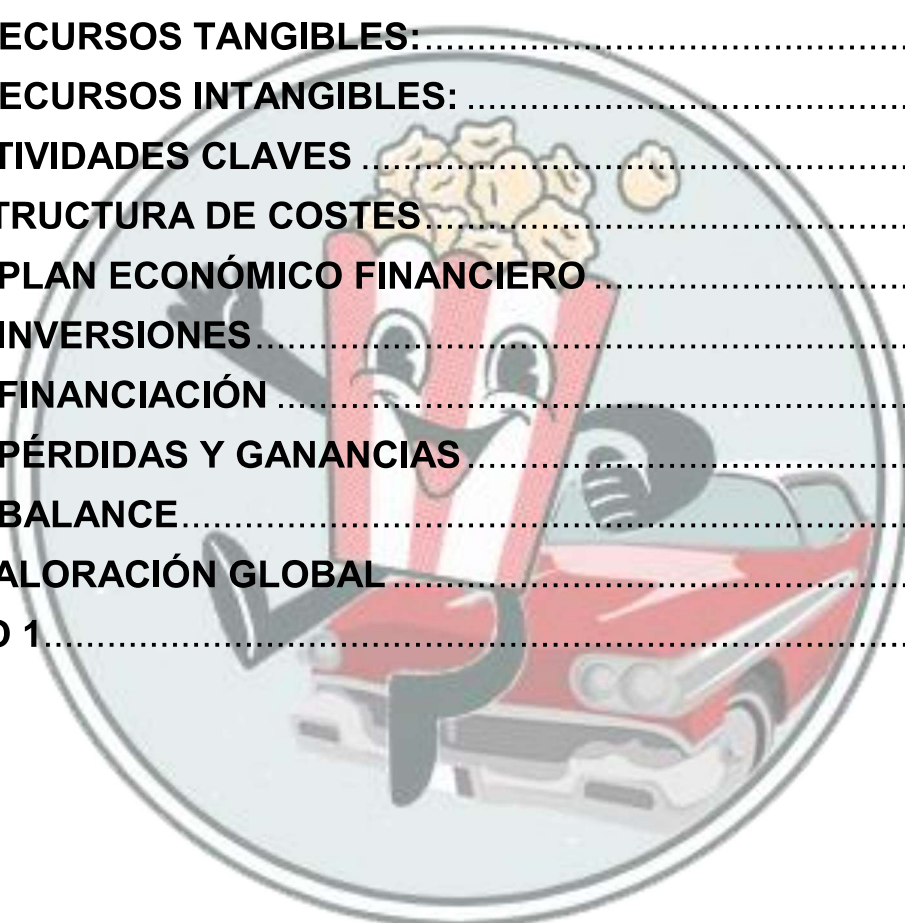 ECURSOS TANGIBLES:
ECURSOS INTANGIBLES:
TIVIDADES CLAVES
TRUCTURA DE COSTES
PLAN ECONÓMICO FINANCIERO
INVERSIONES
FINANCIACIÓN
PÉRDIDAS Y GANANCIAS
BALANCE
ALORACIÓN GLOBAL
O 1